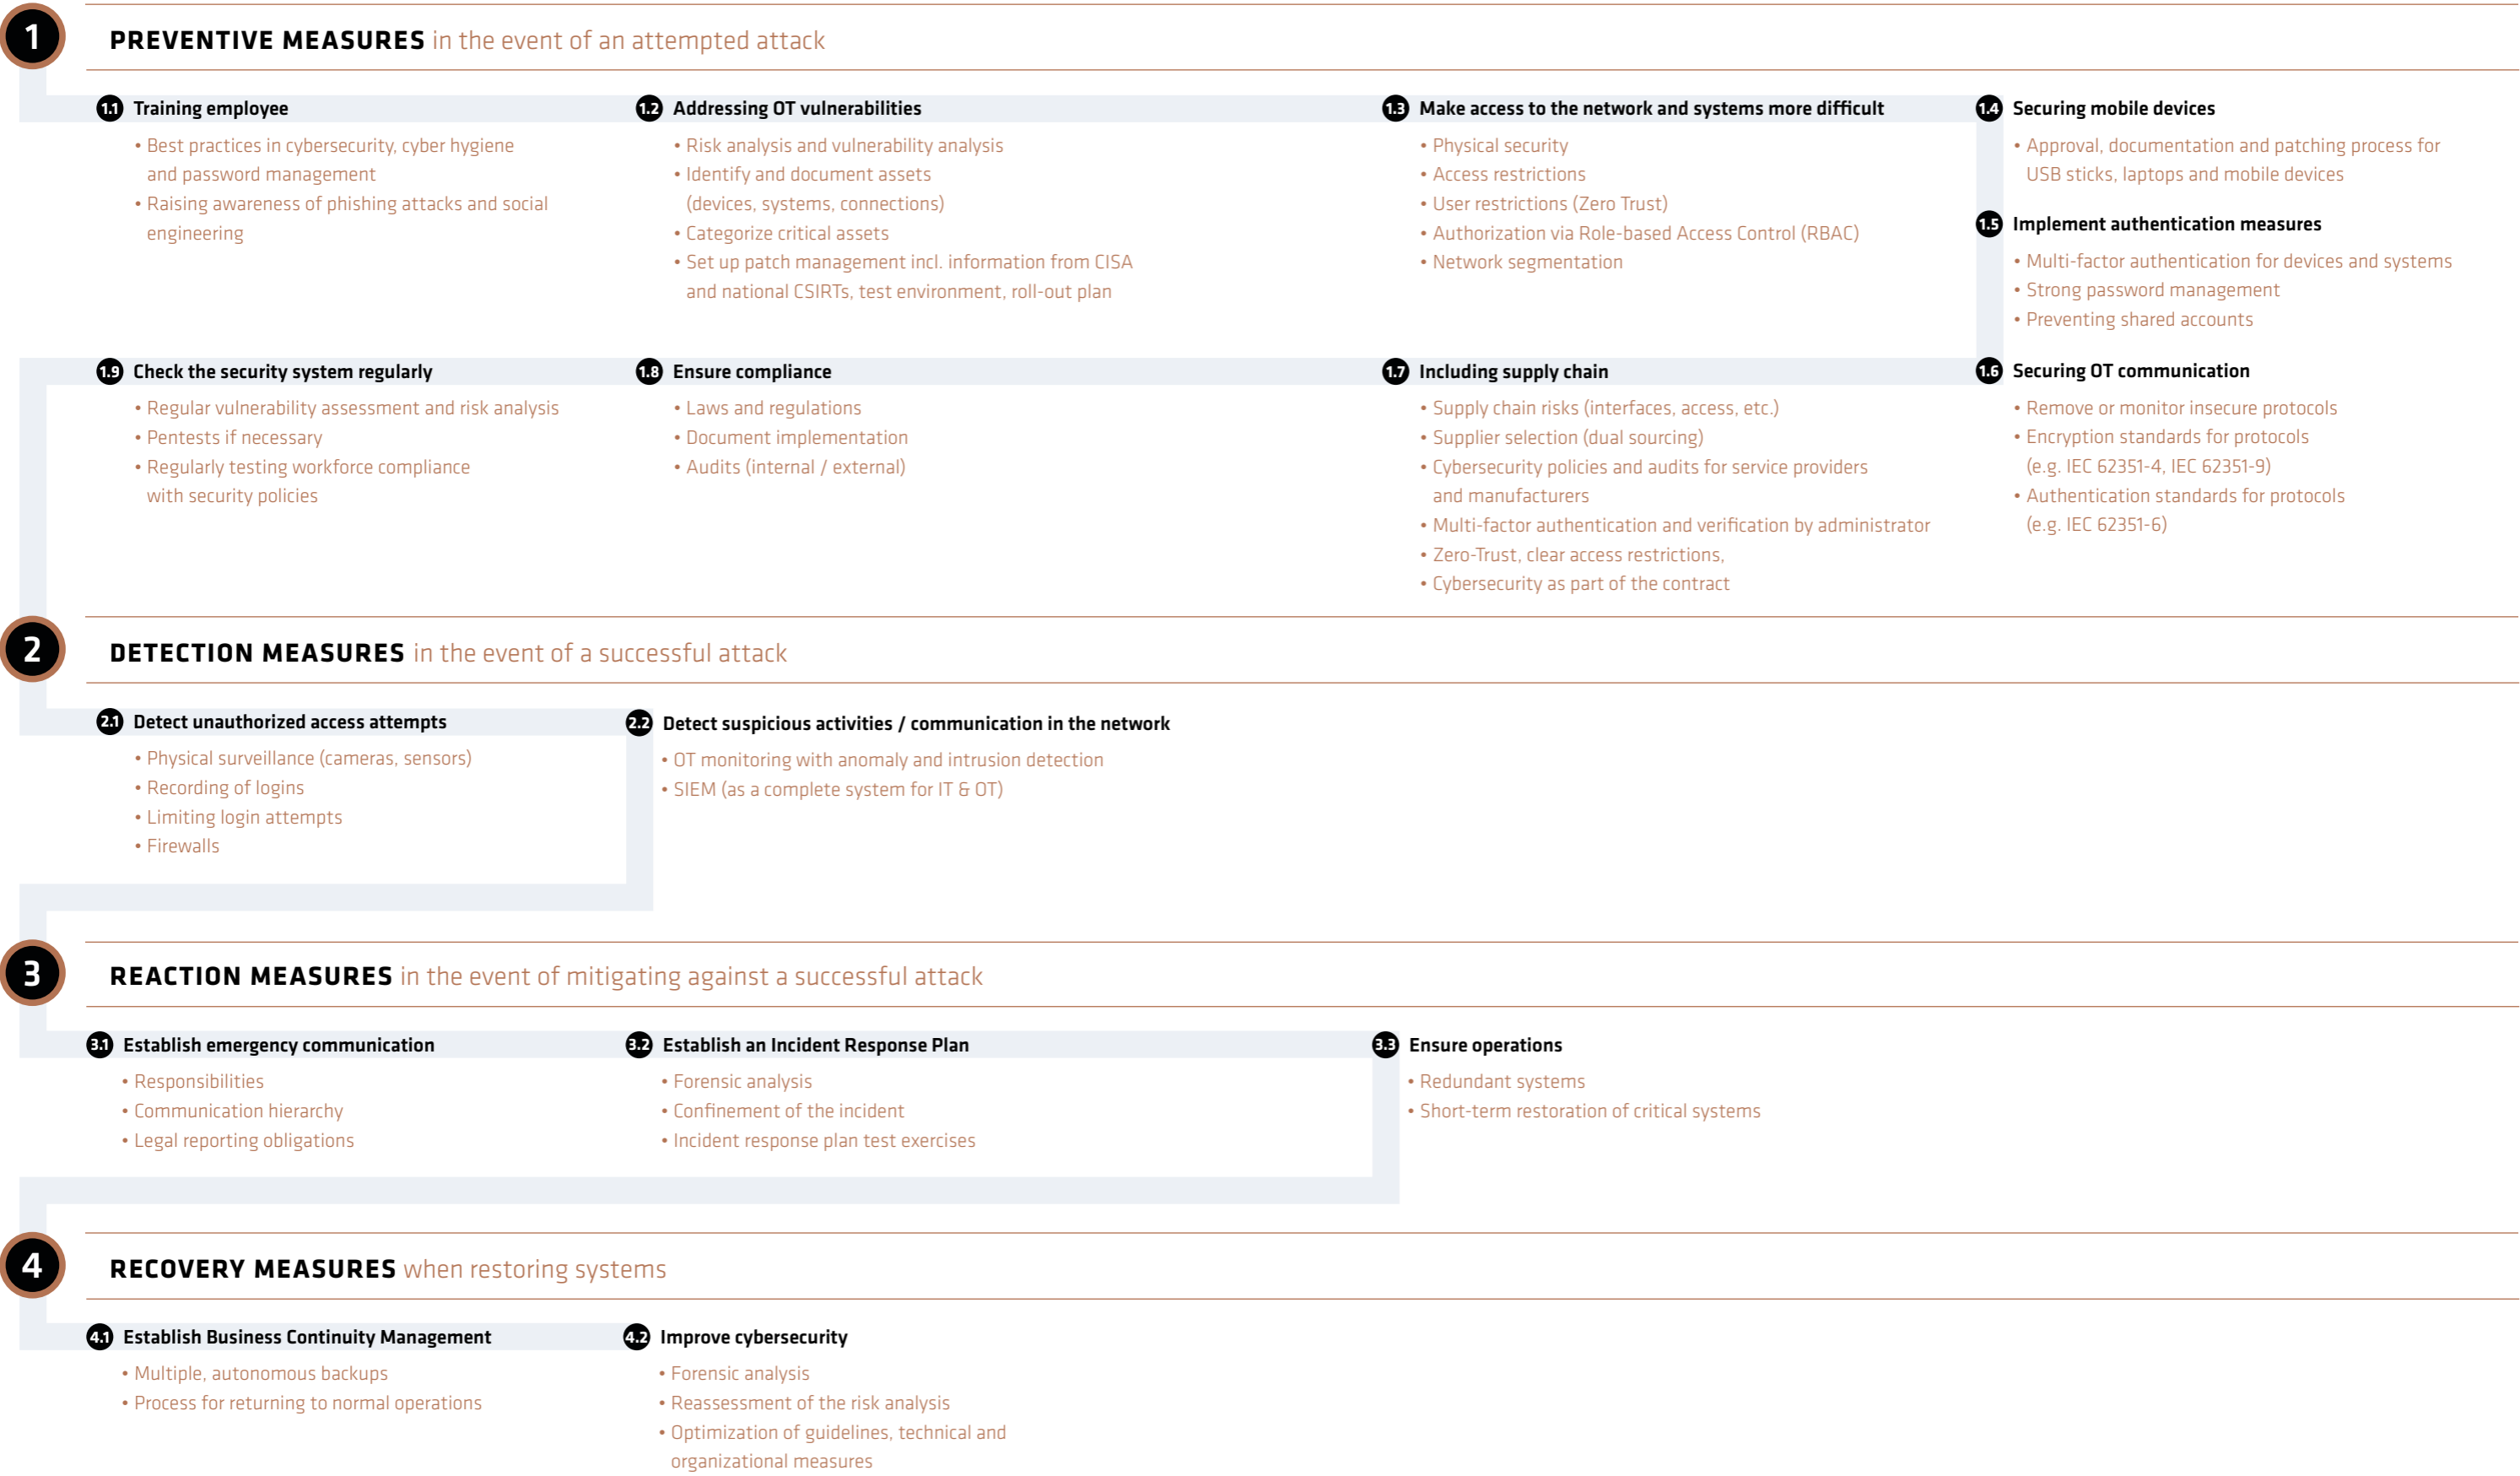 1
PREVENTIVE MEASURES in the event of an attempted attack
1.1 Training employee
• Best practices in cybersecurity, cyber hygiene
and password management
• Raising awareness of phishing attacks and social
engineering
1.2 Addressing OT vulnerabilities
• Risk analysis and vulnerability analysis
• Identify and document assets
(devices, systems, connections)
• Categorize critical assets
• Set up patch management incl. information from CISA
and national CSIRTs, test environment, roll-out plan
1.3 Make access to the network and systems more difficult
• Physical security
• Access restrictions
• User restrictions (Zero Trust)
• Authorization via Role-based Access Control (RBAC)
• Network segmentation
1.4 Securing mobile devices
• Approval, documentation and patching process for
USB sticks, laptops and mobile devices
1.5 Implement authentication measures
• Multi-factor authentication for devices and systems
• Strong password management
• Preventing shared accounts
1.6 Securing OT communication
• Remove or monitor insecure protocols
• Encryption standards for protocols
(e.g. IEC 62351-4, IEC 62351-9)
• Authentication standards for protocols
(e.g. IEC 62351-6)
1.7 Including supply chain
• Supply chain risks (interfaces, access, etc.)
• Supplier selection (dual sourcing)
• Cybersecurity policies and audits for service providers
and manufacturers
• Multi-factor authentication and verification by administrator
• Zero-Trust, clear access restrictions,
• Cybersecurity as part of the contract
1.8 Ensure compliance
• Laws and regulations
• Document implementation
• Audits (internal / external)
1.9 Check the security system regularly
• Regular vulnerability assessment and risk analysis
• Pentests if necessary
• Regularly testing workforce compliance
with security policies
2
DETECTION MEASURES in the event of a successful attack
2.1 Detect unauthorized access attempts
• Physical surveillance (cameras, sensors)
• Recording of logins
• Limiting login attempts
• Firewalls
2.2 Detect suspicious activities / communication in the network
• OT monitoring with anomaly and intrusion detection
• SIEM (as a complete system for IT & OT)
3
REACTION MEASURES in the event of mitigating against a successful attack
3.1 Establish emergency communication
• Responsibilities
• Communication hierarchy
• Legal reporting obligations
3.2 Establish an Incident Response Plan
• Forensic analysis
• Confinement of the incident
• Incident response plan test exercises
3.3 Ensure operations
• Redundant systems
• Short-term restoration of critical systems
4
RECOVERY MEASURES when restoring systems
4.1 Establish Business Continuity Management
• Multiple, autonomous backups
• Process for returning to normal operations
4.2 Improve cybersecurity
• Forensic analysis
• Reassessment of the risk analysis
• Optimization of guidelines, technical and
organizational measures